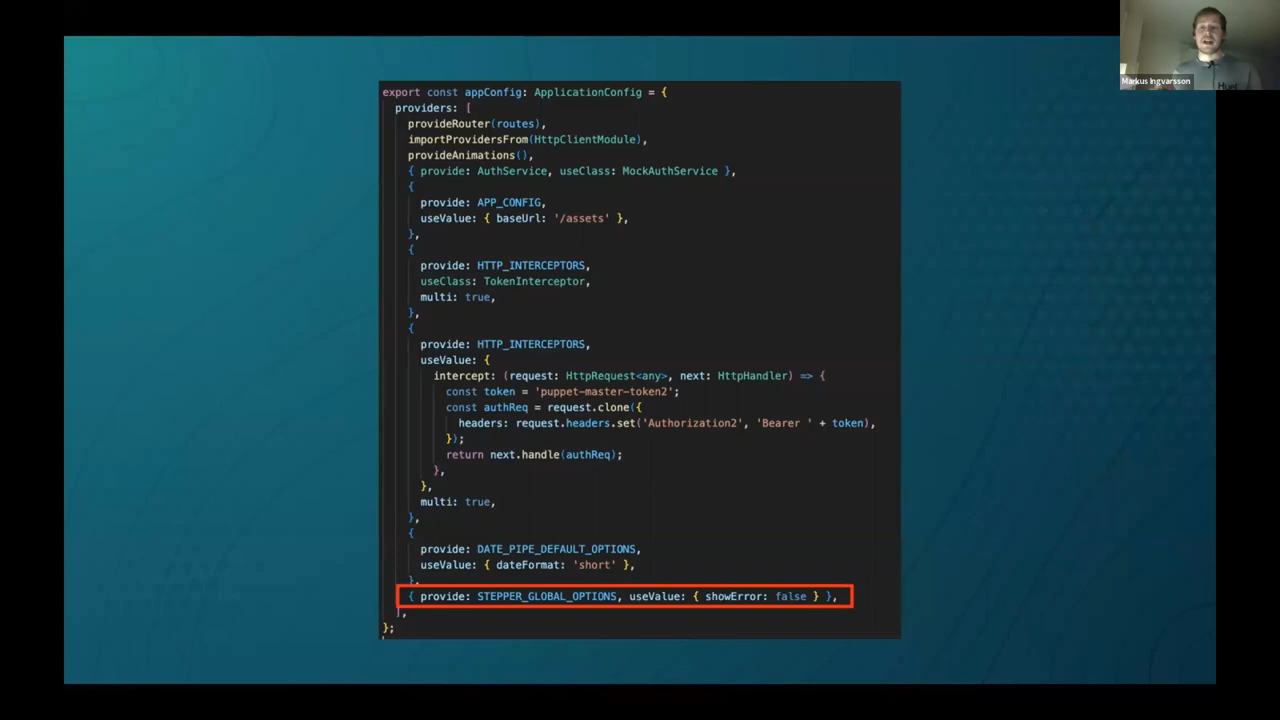 export const appConfig: ApplicationConfig = {
providers: [
provideRouter(routes),
importProvidersFrom(HttpClientModule),
provideAnimations(),
{ provide: AuthService, useClass: MockAuthService },
{
provide: APP_CONFIG,
useValue: { baseUrl: '/assets' },
},
{
provide: HTTP_INTERCEPTORS,
useClass: TokenInterceptor,
multi: true,
},
{
provide: HTTP_INTERCEPTORS,
useValue: {
intercept: (request: HttpRequest<any>, next: HttpHandler) => {
const token = 'puppet-master-token2';
const authReq = request.clone({
headers: request.headers.set('Authorization2', 'Bearer ' + token),
});
return next.handle(authReq);
},
},
multi: true,
},
{
provide: DATE_PIPE_DEFAULT_OPTIONS,
useValue: { dateFormat: 'short' },
},
{ provide: STEPPER_GLOBAL_OPTIONS, useValue: { showError: false } },
],
};
Markus Ingvarsson
Huel